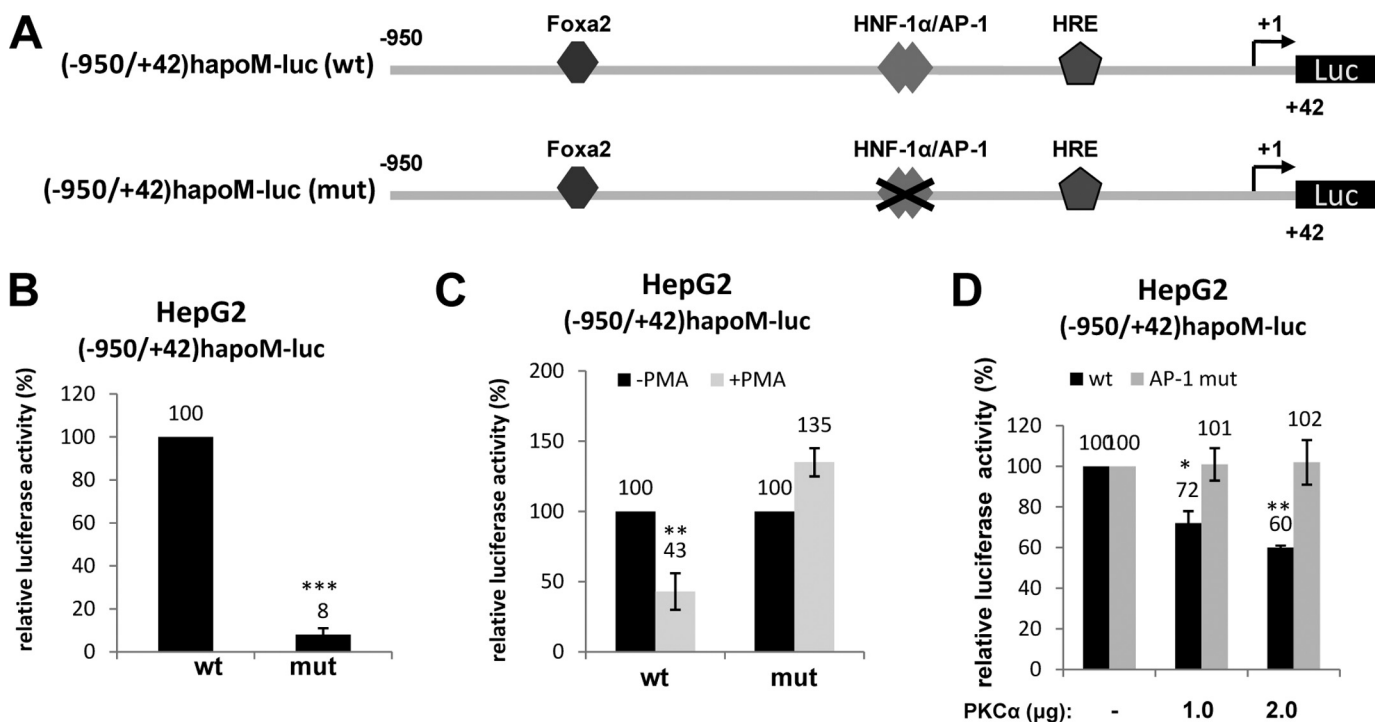 A
Foxa2 HNF-1α/AP-1 HRE +1
-950
(-950/+42)hapoM-luc (wt)
Luc
+42
Foxa2 HNF-1α/AP-1 HRE +1
-950
(-950/+42)hapoM-luc (mut)
Luc
+42
B
HepG2
(-950/+42)hapoM-luc
relative luciferase activity (%)
120
100
80
60
40
20
0
100
***
8
wt mut
C
HepG2
(-950/+42)hapoM-luc
relative luciferase activity (%)
200
150
100
50
0
-PMA +PMA
100
**
43
100
135
wt mut
D
HepG2
(-950/+42)hapoM-luc
relative luciferase activity (%)
wt AP-1 mut
120
100
80
60
40
20
0
100 100
*
72
101
**
60
102
PKCα (μg): - 1.0 2.0